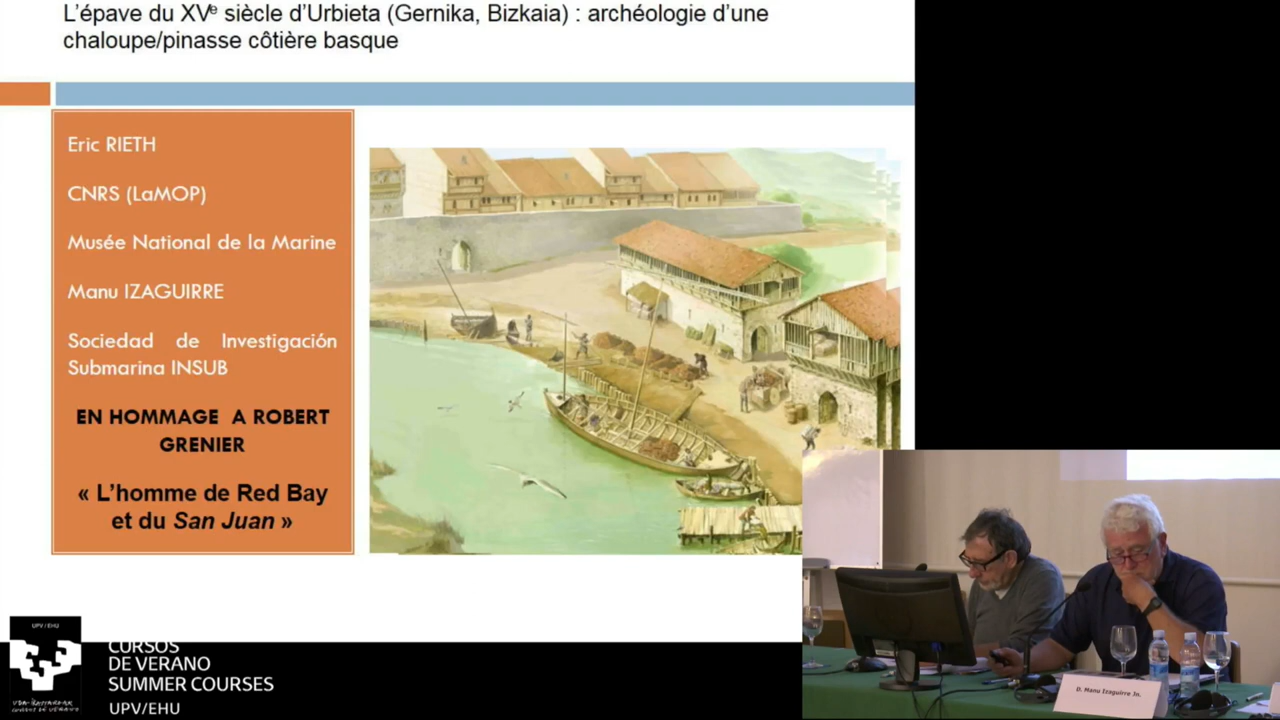 L’épave du XVe siècle d’Urbieta (Gernika, Bizkaia) : archéologie d’une
chaloupe/pinasse côtière basque
Eric RIETH
CNRS (LaMOP)
Musée National de la Marine
Manu IZAGUIRRE
Sociedad de Investigación
Submarina INSUB
EN HOMMAGE A ROBERT
GRENIER
« L’homme de Red Bay
et du San Juan »
UPV / EHU
CURSOS
DE VERANO
SUMMER COURSES
UPV/EHU
D. Manu Izaguirre Jn.